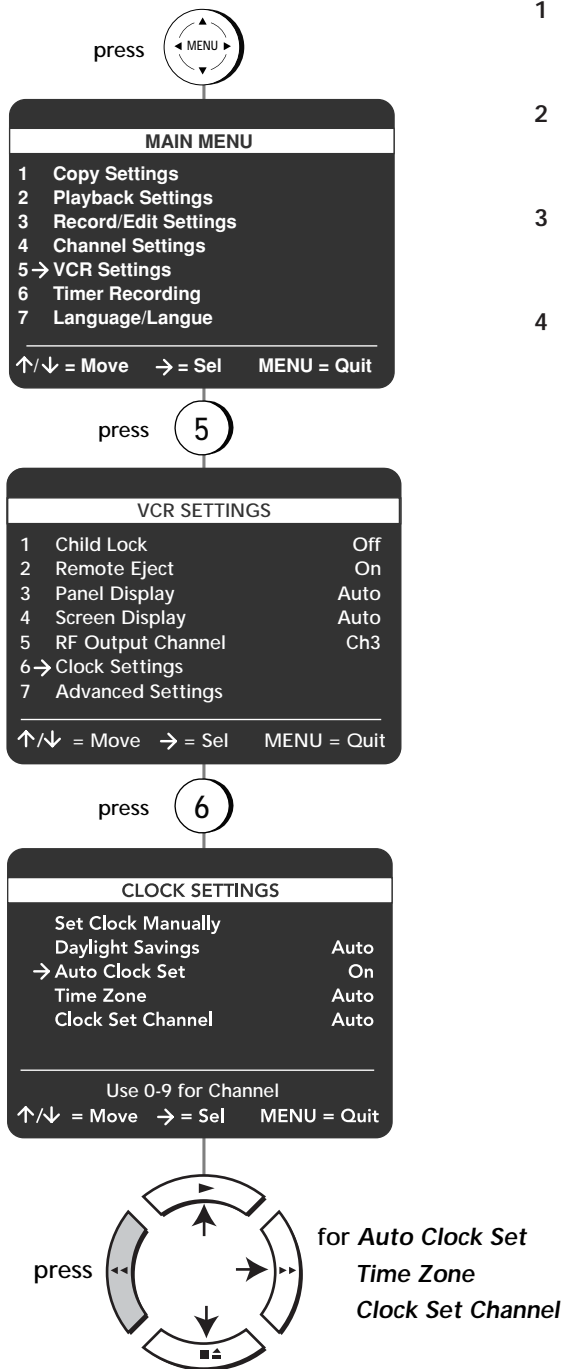 1
press MENU
2
MAIN MENU
1 Copy Settings
2 Playback Settings
3 Record/Edit Settings
3
4 Channel Settings
5→ VCR Settings
6 Timer Recording
7 Language/Langue
4
↑/↓ = Move → = Sel MENU = Quit
press 5
VCR SETTINGS
1 Child Lock Off
2 Remote Eject On
3 Panel Display Auto
4 Screen Display Auto
5 RF Output Channel Ch3
6→ Clock Settings
7 Advanced Settings
↑/↓ = Move → = Sel MENU = Quit
press 6
CLOCK SETTINGS
Set Clock Manually
Daylight Savings Auto
→ Auto Clock Set On
Time Zone Auto
Clock Set Channel Auto
Use 0-9 for Channel
↑/↓ = Move → = Sel MENU = Quit
press
for Auto Clock Set
Time Zone
Clock Set Channel